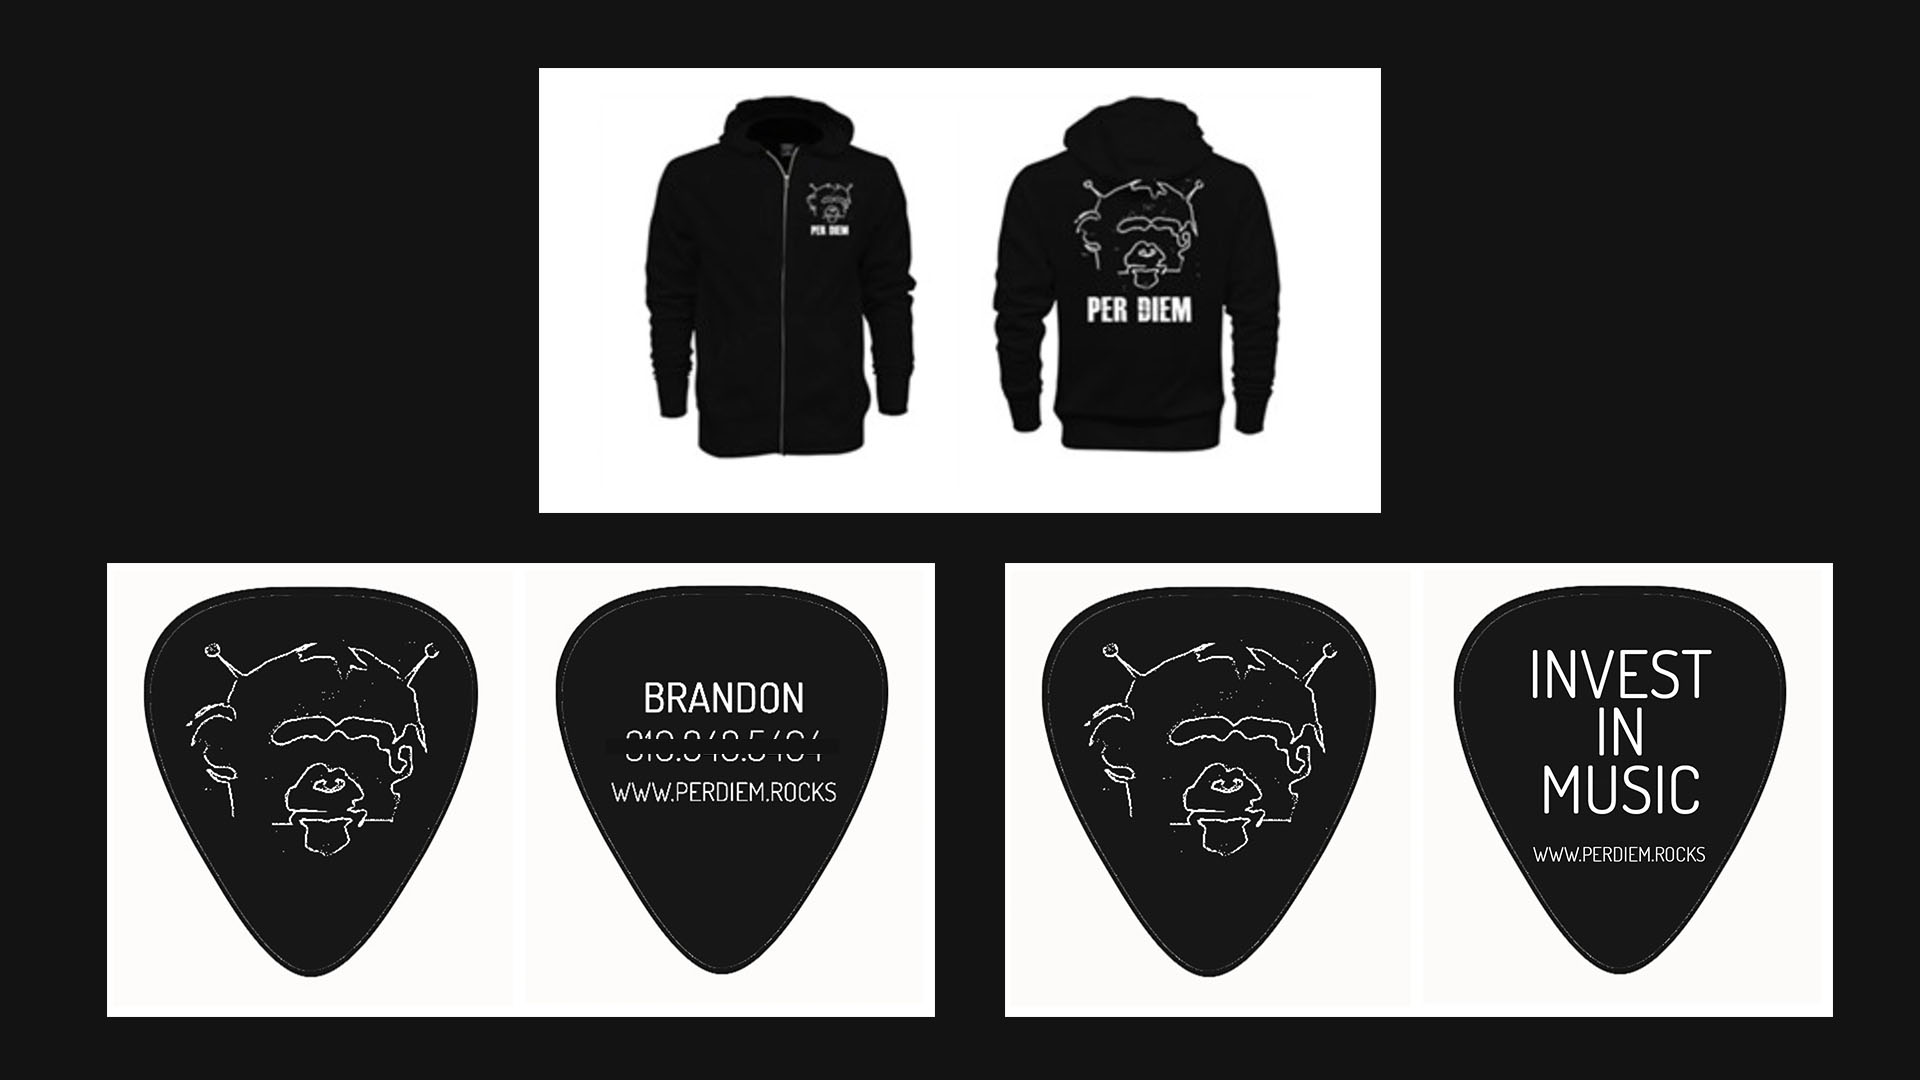 PER DIEM
PER DIEM
BRANDON
WWW.PERDIEM.ROCKS
INVEST
IN
MUSIC
WWW.PERDIEM.ROCKS